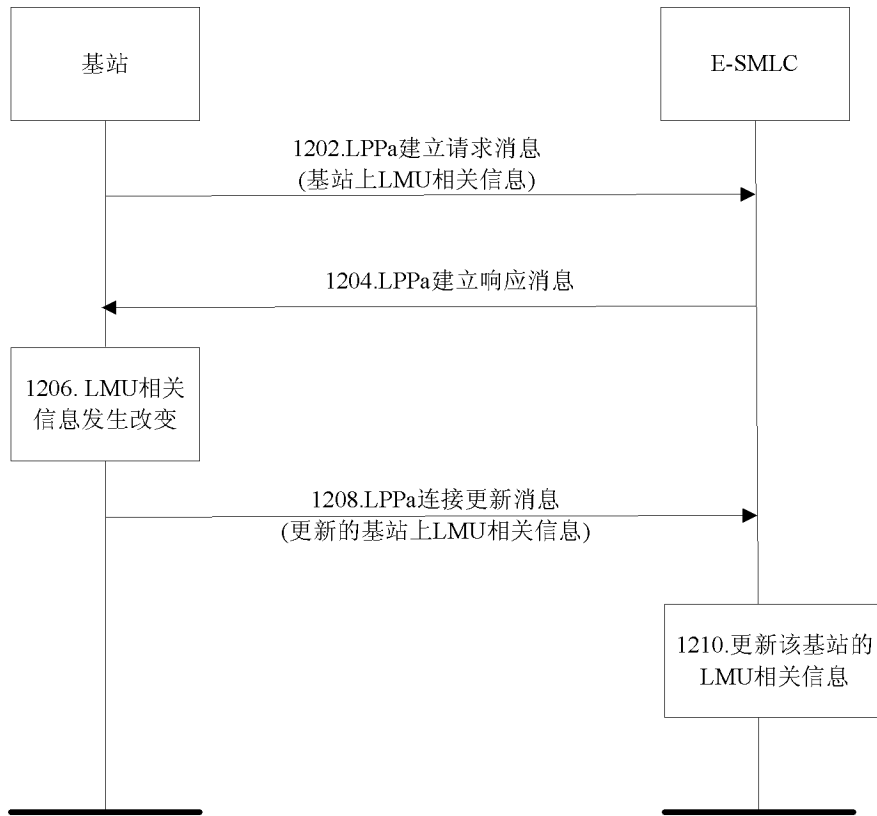 基站
E-SMLC
1202.LPPa建立请求消息
(基站上LMU相关信息)
1204.LPPa建立响应消息
1206. LMU相关
信息发生改变
1208.LPPa连接更新消息
(更新的基站上LMU相关信息)
1210.更新该基站的
LMU相关信息